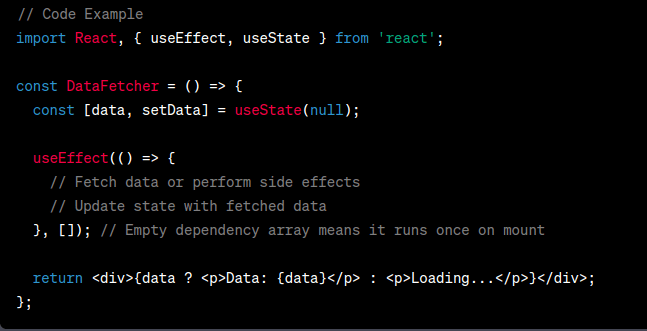 // Code Example
import React, { useEffect, useState } from 'react';
const DataFetcher = () => {
const [data, setData] = useState(null);
useEffect(() => {
// Fetch data or perform side effects
// Update state with fetched data
}, []); // Empty dependency array means it runs once on mount
return <div>{data ? <p>Data: {data}</p> : <p>Loading...</p>}</div>;
};